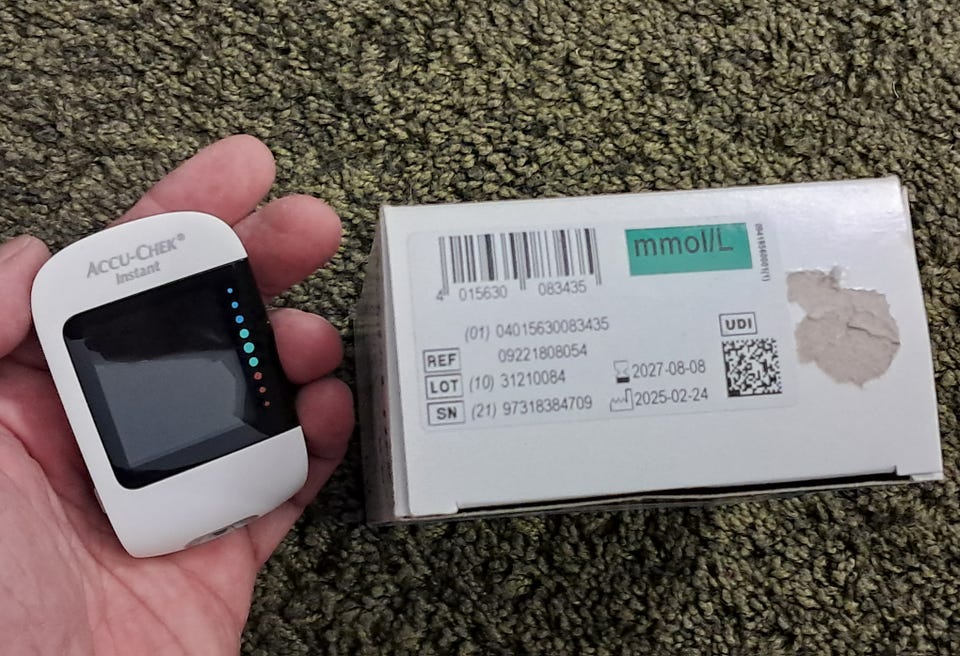 ACCU-CHEK®
Instant
mmol/L
4 015630 083435
(01) 04015630083435
UDI
REF 09221808054
LOT (10) 31210084
2027-08-08
SN (21) 97318384709
2025-02-24